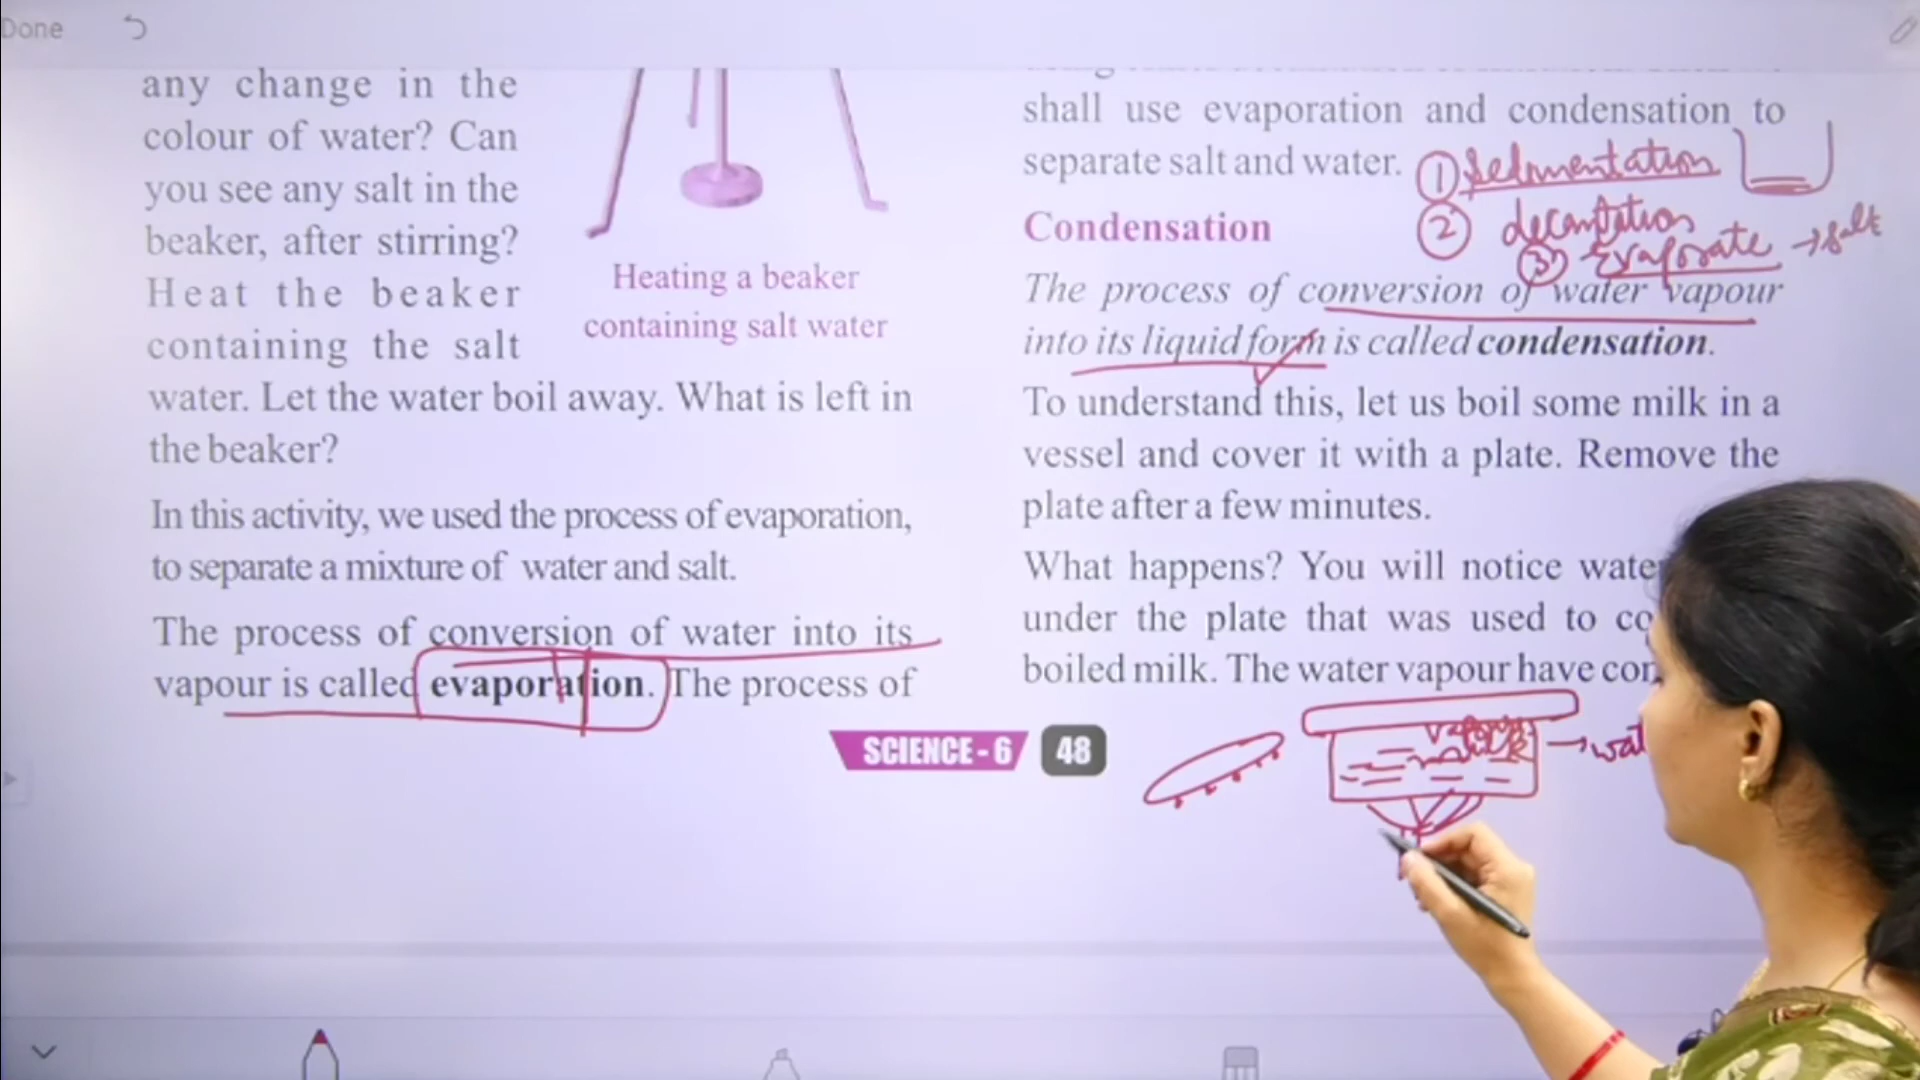 Done
any change in the
colour of water? Can
you see any salt in the
beaker, after stirring?
Heat the beaker
containing the salt
water. Let the water boil away. What is left in
the beaker?
Heating a beaker
containing salt water
In this activity, we used the process of evaporation,
to separate a mixture of water and salt.
The process of conversion of water into its
vapour is called evaporation. The process of
shall use evaporation and condensation to
separate salt and water.
① Sedimentation
②
③ Evaporate → salt
Condensation
The process of conversion of water vapour
into its liquid form is called condensation.
To understand this, let us boil some milk in a
vessel and cover it with a plate. Remove the
plate after a few minutes.
What happens? You will notice wate
under the plate that was used to co
boiled milk. The water vapour have con
milk
→ wat
SCIENCE - 6 48